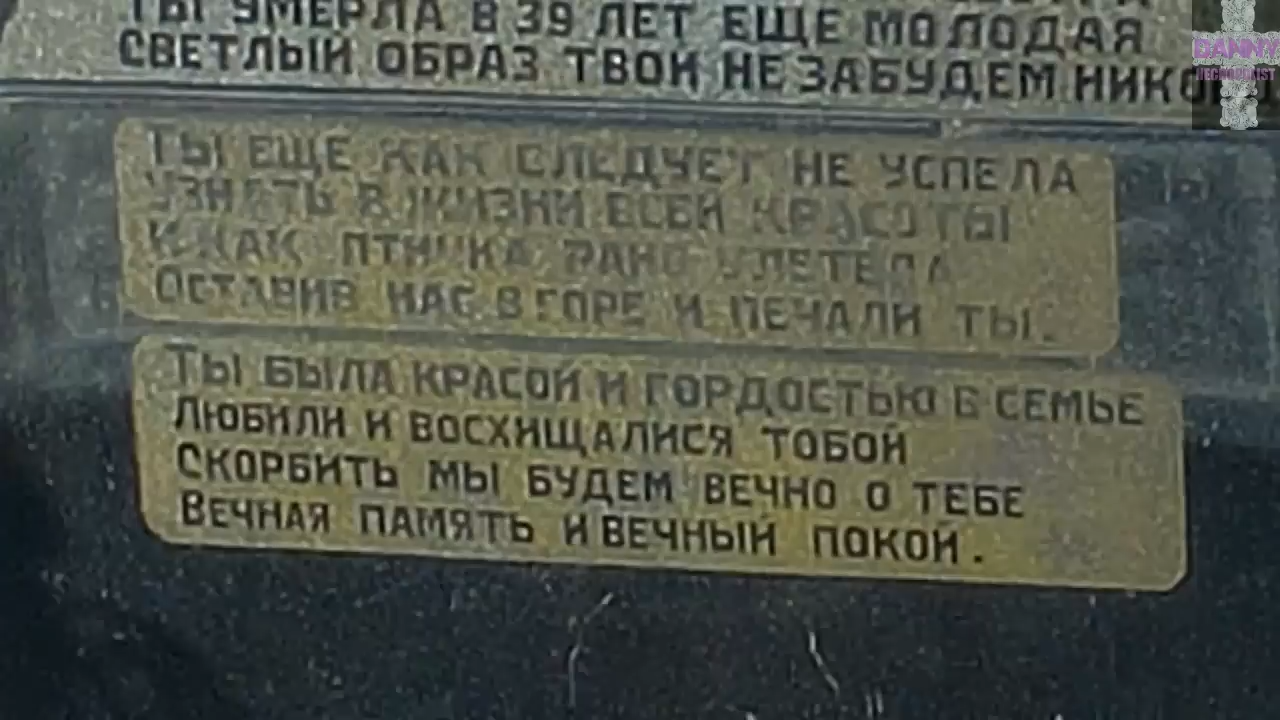 ТЫ УМЕРЛА В 39 ЛЕТ ЕЩЕ МОЛОДАЯ
СВЕТЛЫЙ ОБРАЗ ТВОЙ НЕ ЗАБУДЕМ
ТЫ ЕЩЕ КАК СЛЕДУЕТ НЕ УСПЕЛА
УЗНАТЬ В ЖИЗНИ ВСЕЙ КРАСОТЫ
И КАК ПТИЧКА РАНО УЛЕТЕЛА
ОСТАВИВ НАС В ГОРЕ И ПЕЧАЛИ ТЫ.
ТЫ БЫЛА КРАСОЙ И ГОРДОСТЬЮ В СЕМЬЕ
ЛЮБИЛИ И ВОСХИЩАЛИСЯ ТОБОЙ
СКОРБИТЬ МЫ БУДЕМ ВЕЧНО О ТЕБЕ
ВЕЧНАЯ ПАМЯТЬ И ВЕЧНЫЙ ПОКОЙ.
DANNY